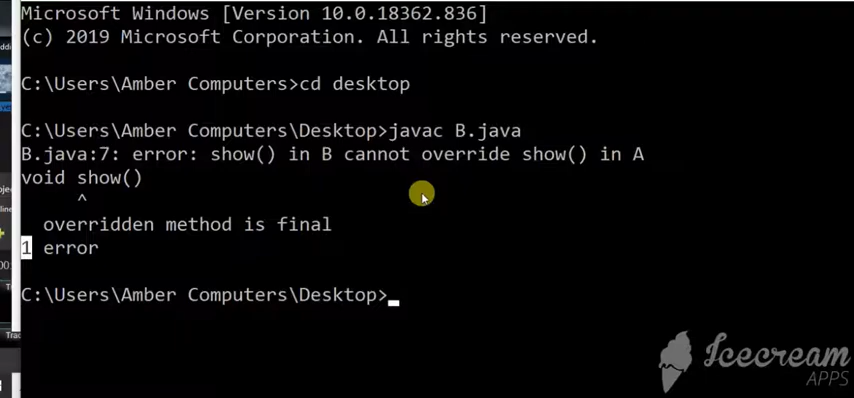 Microsoft Windows [Version 10.0.18362.836]
(c) 2019 Microsoft Corporation. All rights reserved.
C:\Users\Amber Computers>cd desktop
C:\Users\Amber Computers\Desktop>javac B.java
B.java:7: error: show() in B cannot override show() in A
void show()
^
overridden method is final
1 error
C:\Users\Amber Computers\Desktop>
Icecream
APPS